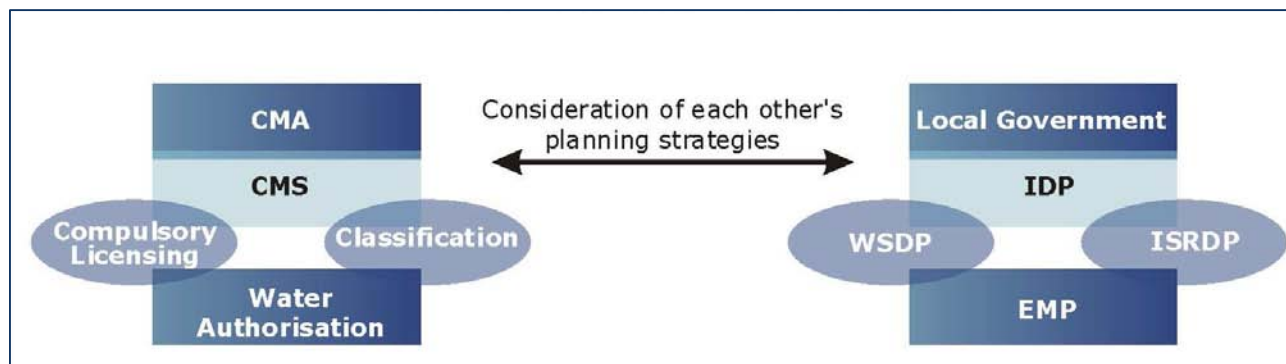 CMA
CMS
Compulsory
Licensing
Classification
Water
Authorisation
Consideration of each other's
planning strategies
Local Government
IDP
WSDP
ISRDP
EMP